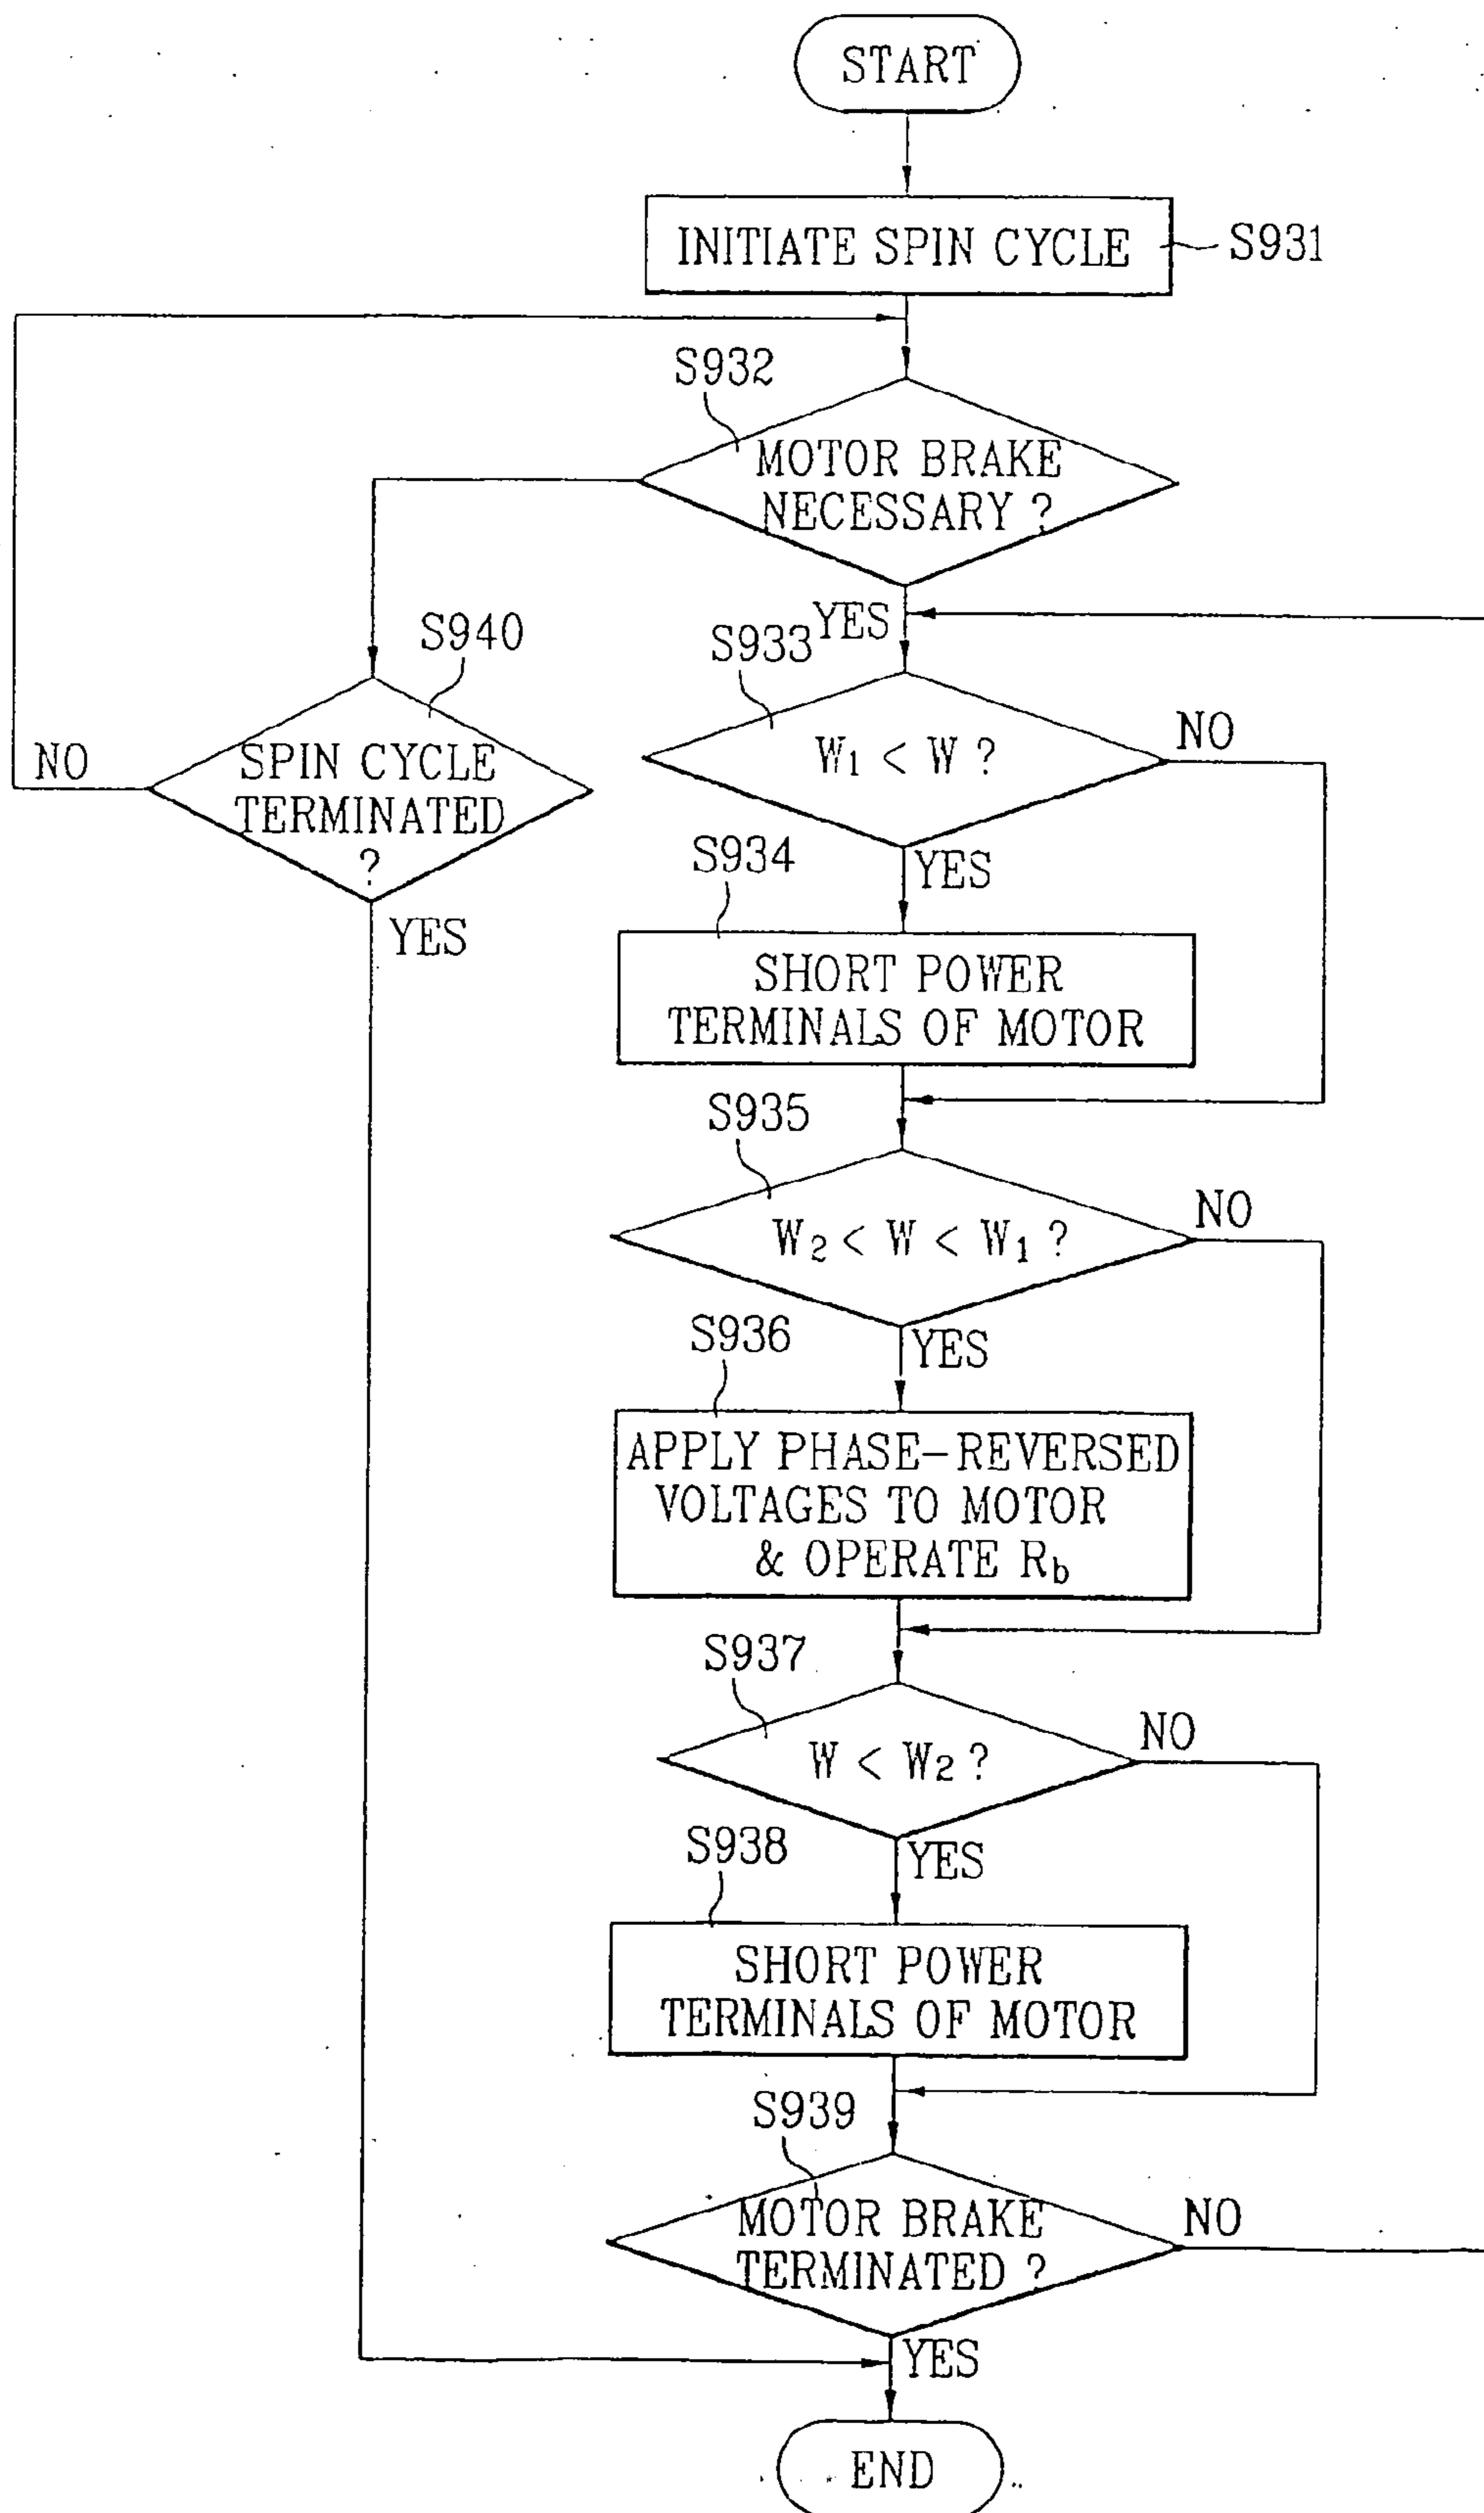 START
INITIATE SPIN CYCLE
S931
S932
MOTOR BRAKE
NECESSARY ?
YES
S940
SPIN CYCLE
TERMINATED
?
NO
YES
S933
W1 < W ?
NO
YES
S934
SHORT POWER
TERMINALS OF MOTOR
S935
W2 < W < W1 ?
NO
YES
S936
APPLY PHASE-REVERSED
VOLTAGES TO MOTOR
& OPERATE Rb
S937
W < W2 ?
NO
YES
S938
SHORT POWER
TERMINALS OF MOTOR
S939
MOTOR BRAKE
TERMINATED ?
NO
YES
END